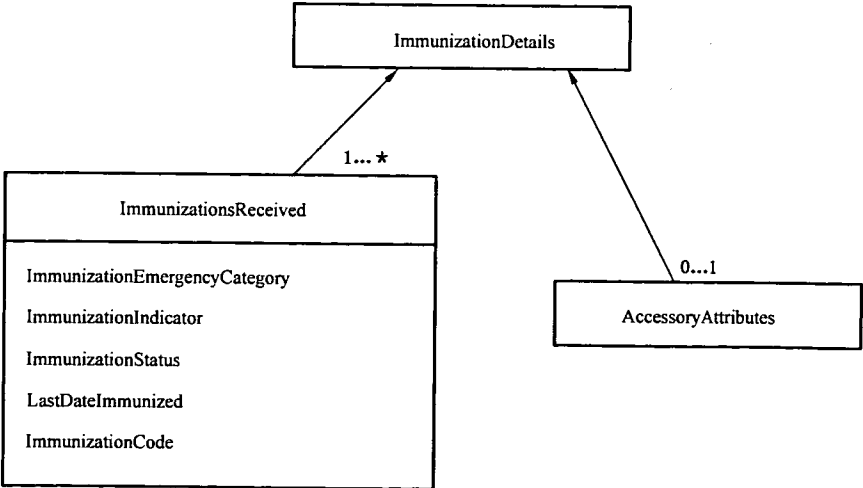 ImmunizationDetails
1... *
ImmunizationsReceived
ImmunizationEmergencyCategory
ImmunizationIndicator
ImmunizationStatus
LastDateImmunized
ImmunizationCode
0...1
AccessoryAttributes